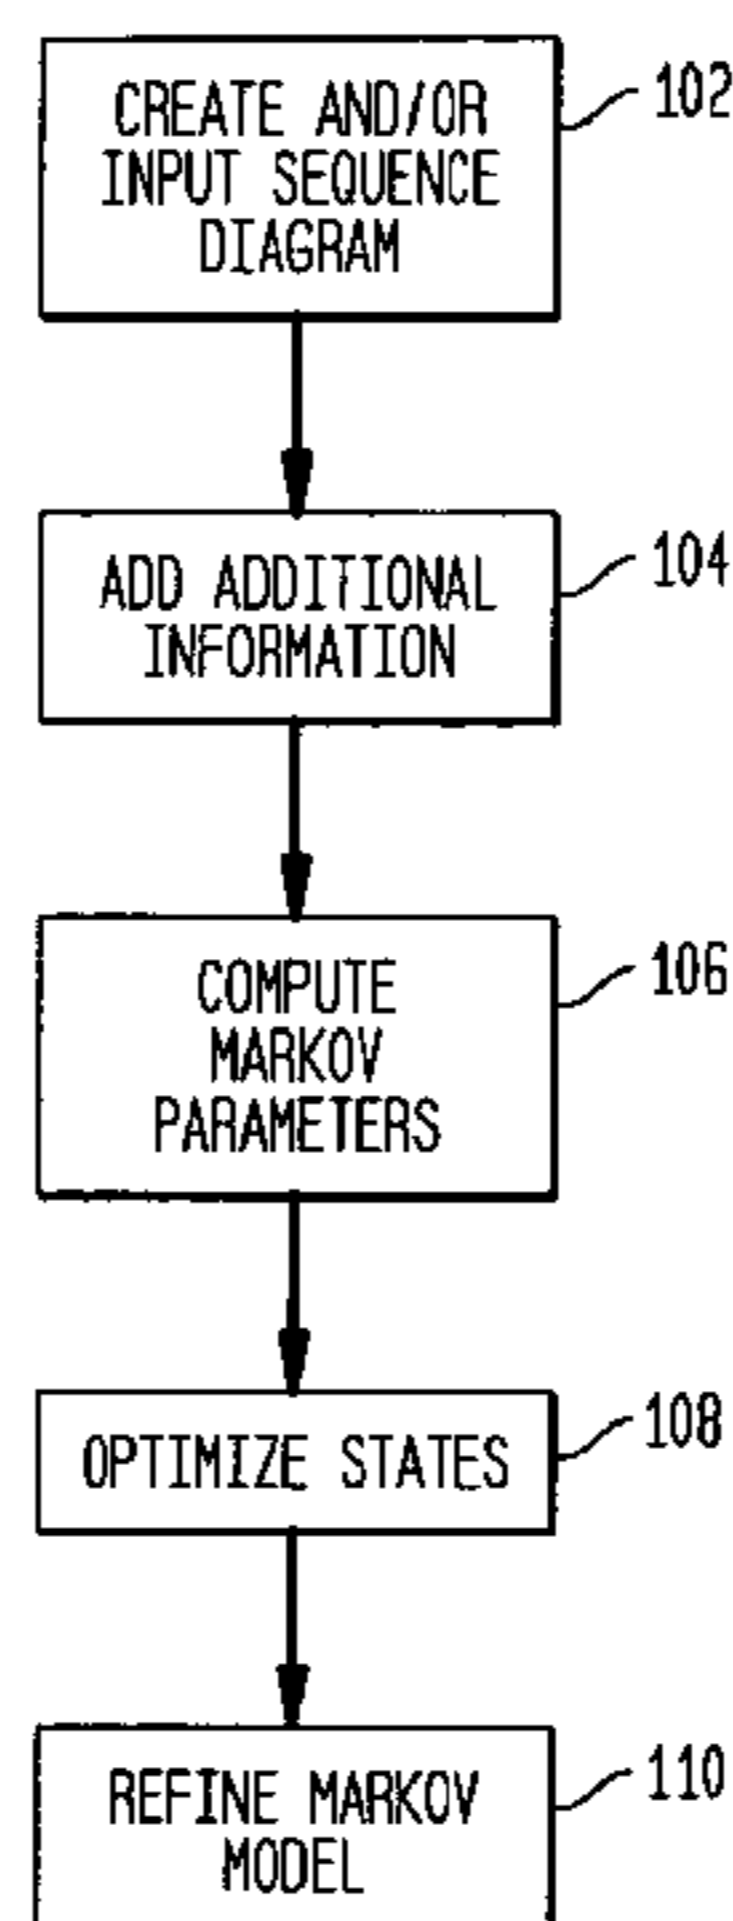 CREATE AND/OR
INPUT SEQUENCE
DIAGRAM
102
ADD ADDITIONAL
INFORMATION
104
COMPUTE
MARKOV
PARAMETERS
106
OPTIMIZE STATES
108
REFINE MARKOV
MODEL
110